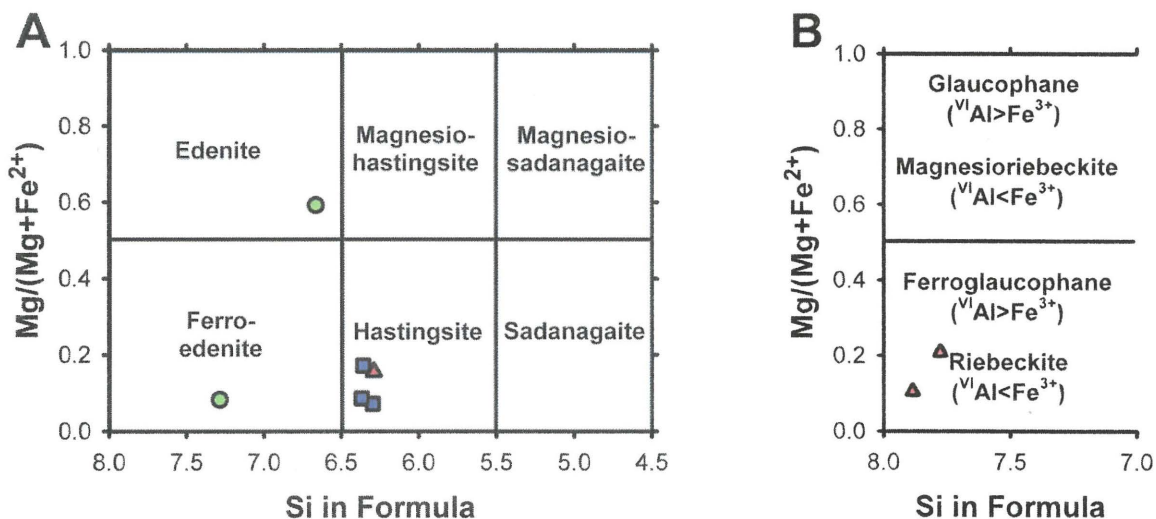 A
B
Mg/(Mg+Fe²⁺)
1.0
0.8
0.6
0.4
0.2
0.0
Edenite
Magnesio-
hastingsite
Magnesio-
sadanagaite
Ferro-
edenite
Hastingsite
Sadanagaite
8.0 7.5 7.0 6.5 6.0 5.5 5.0 4.5
Si in Formula
Mg/(Mg+Fe²⁺)
1.0
0.8
0.6
0.4
0.2
0.0
Glaucophane
(ⱽᴵAl>Fe³⁺)
Magnesioriebeckite
(ⱽᴵAl<Fe³⁺)
Ferroglaucophane
(ⱽᴵAl>Fe³⁺)
Riebeckite
(ⱽᴵAl<Fe³⁺)
8.0 7.5 7.0
Si in Formula